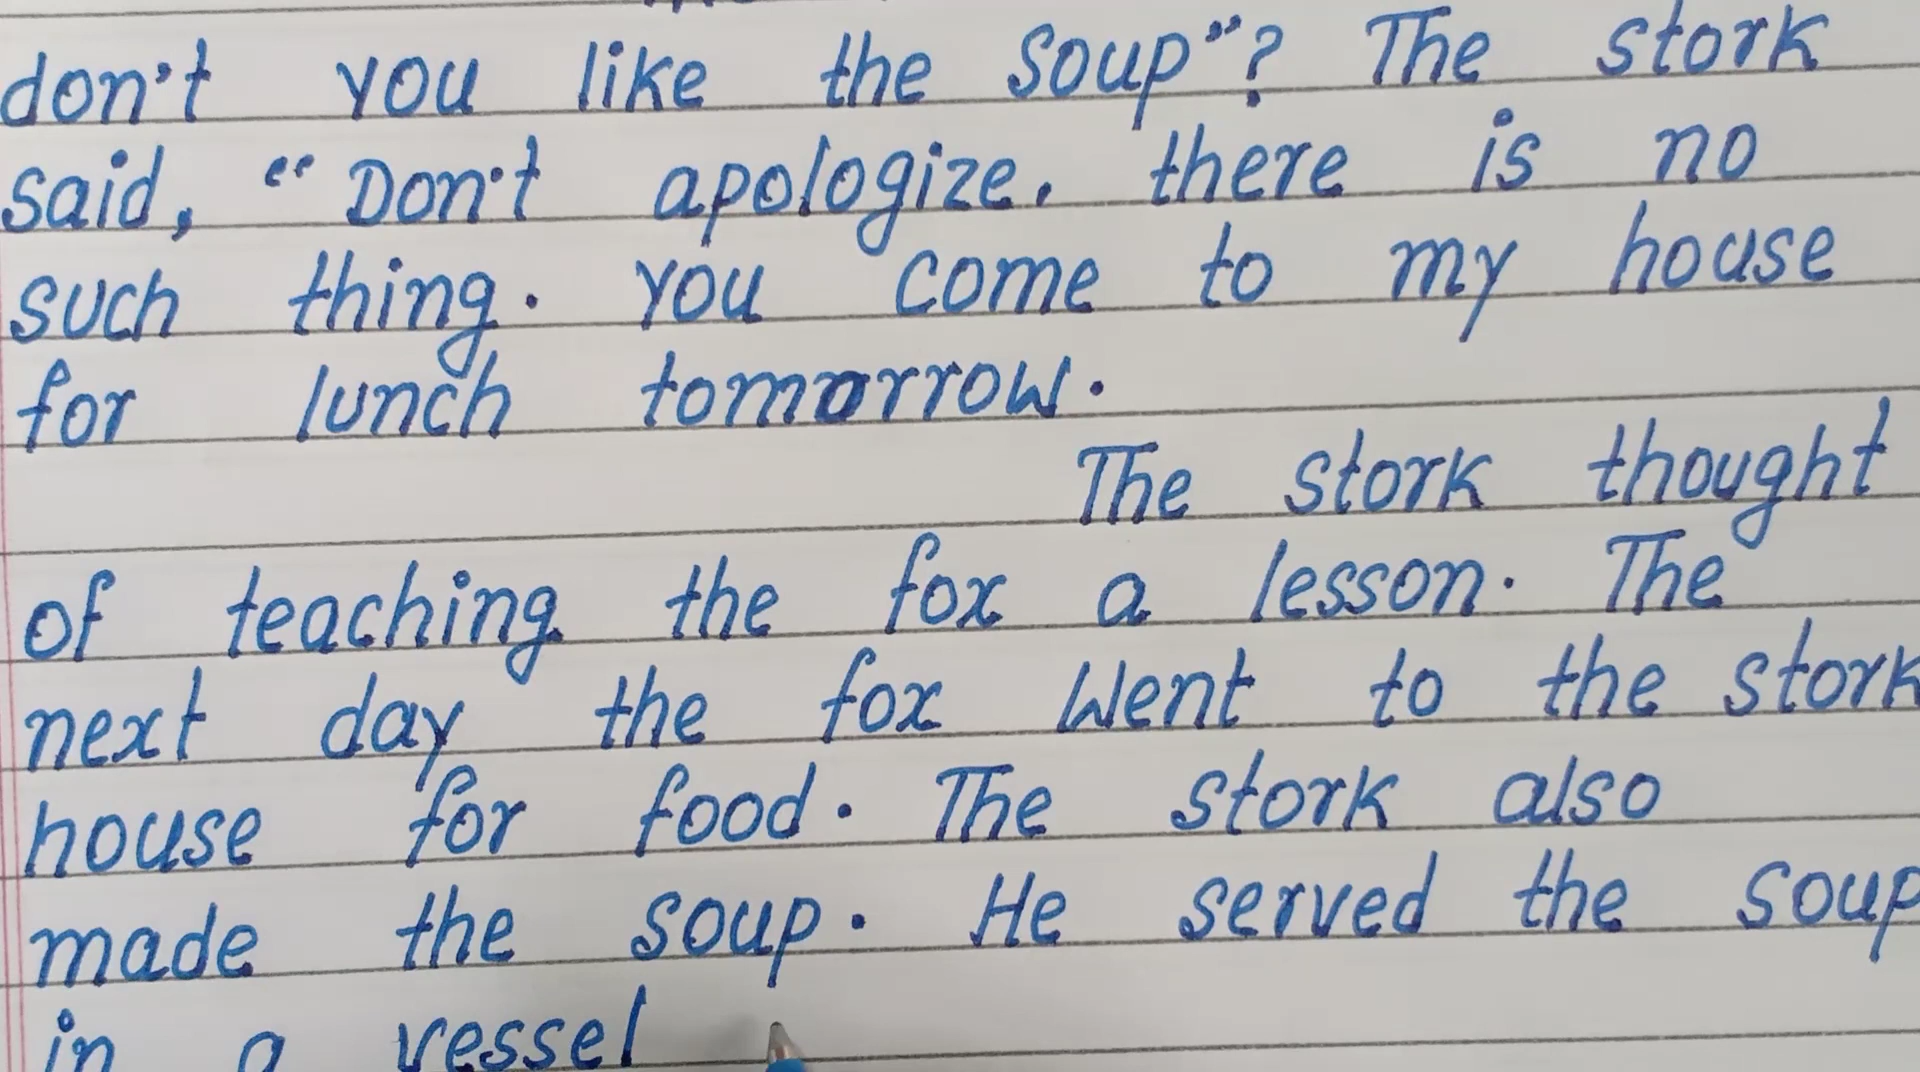 don't you like the soup"? The stork
said, "Don't apologize. there is no
such thing. you come to my house
for lunch tomorrow.
The stork thought
of teaching the fox a lesson. The
next day the fox went to the stork
house for food. The stork also
made the soup. He served the soup
in a vessel